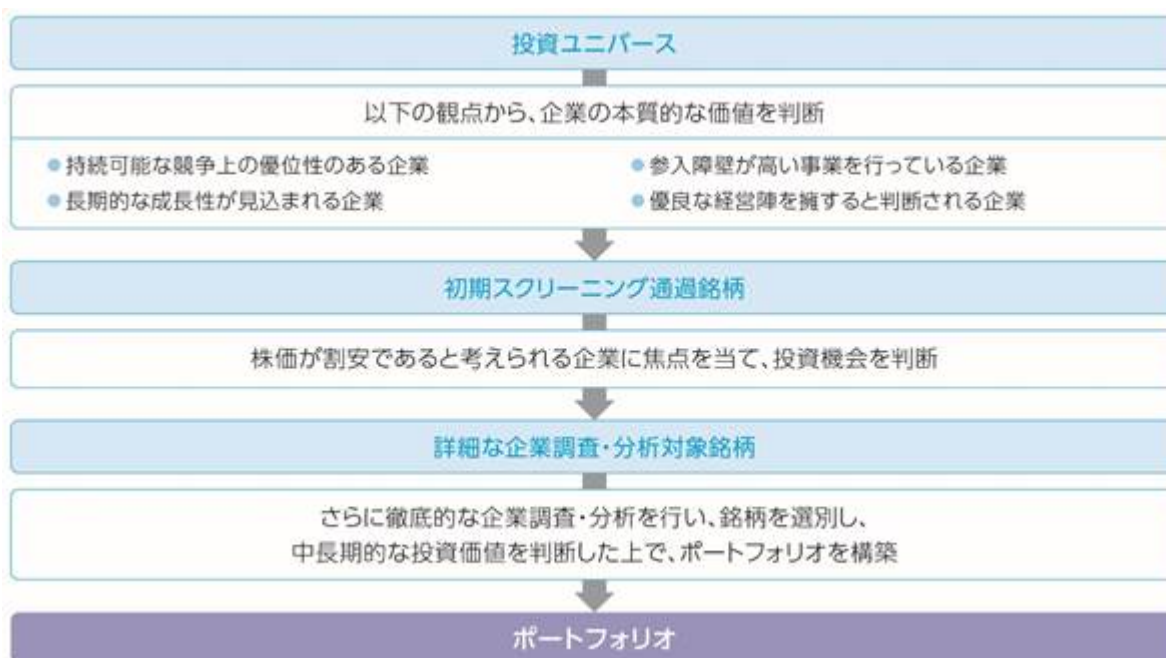 投資ユニバース
以下の観点から、企業の本質的な価値を判断
●持続可能な競争上の優位性のある企業
●参入障壁が高い事業を行っている企業
●長期的な成長性が見込まれる企業
●優良な経営陣を擁すると判断される企業
初期スクリーニング通過銘柄
株価が割安であると考えられる企業に焦点を当て、投資機会を判断
詳細な企業調査・分析対象銘柄
さらに徹底的な企業調査・分析を行い、銘柄を選別し、
中長期的な投資価値を判断した上で、ポートフォリオを構築
ポートフォリオ